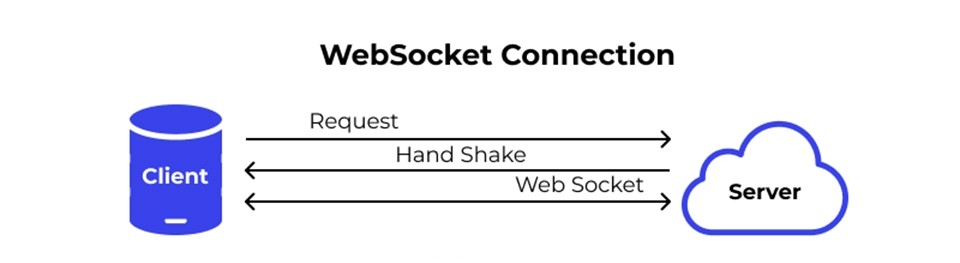 WebSocket Connection
Request
Hand Shake
Client
Web Socket
Server